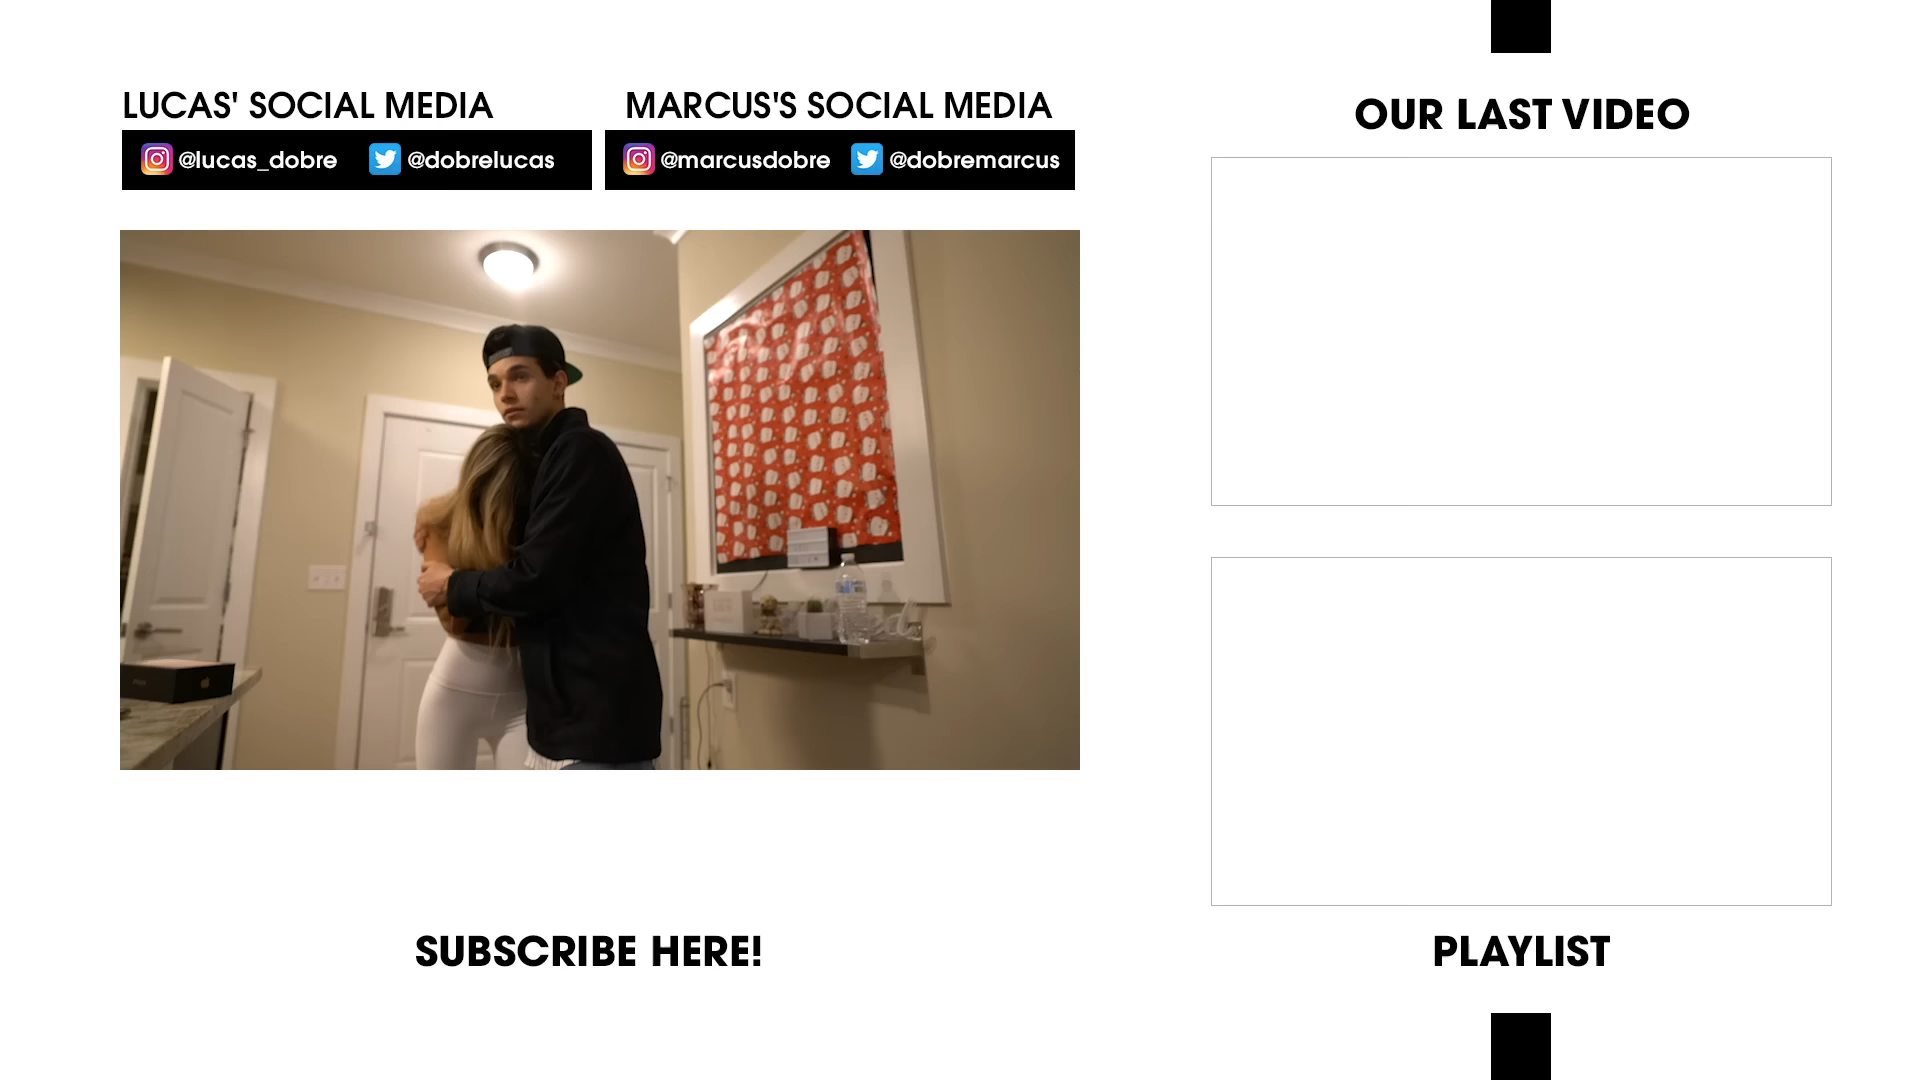 LUCAS' SOCIAL MEDIA
@lucas_dobre @dobrelucas
MARCUS'S SOCIAL MEDIA
@marcusdobre @dobremarcus
OUR LAST VIDEO
SUBSCRIBE HERE!
PLAYLIST